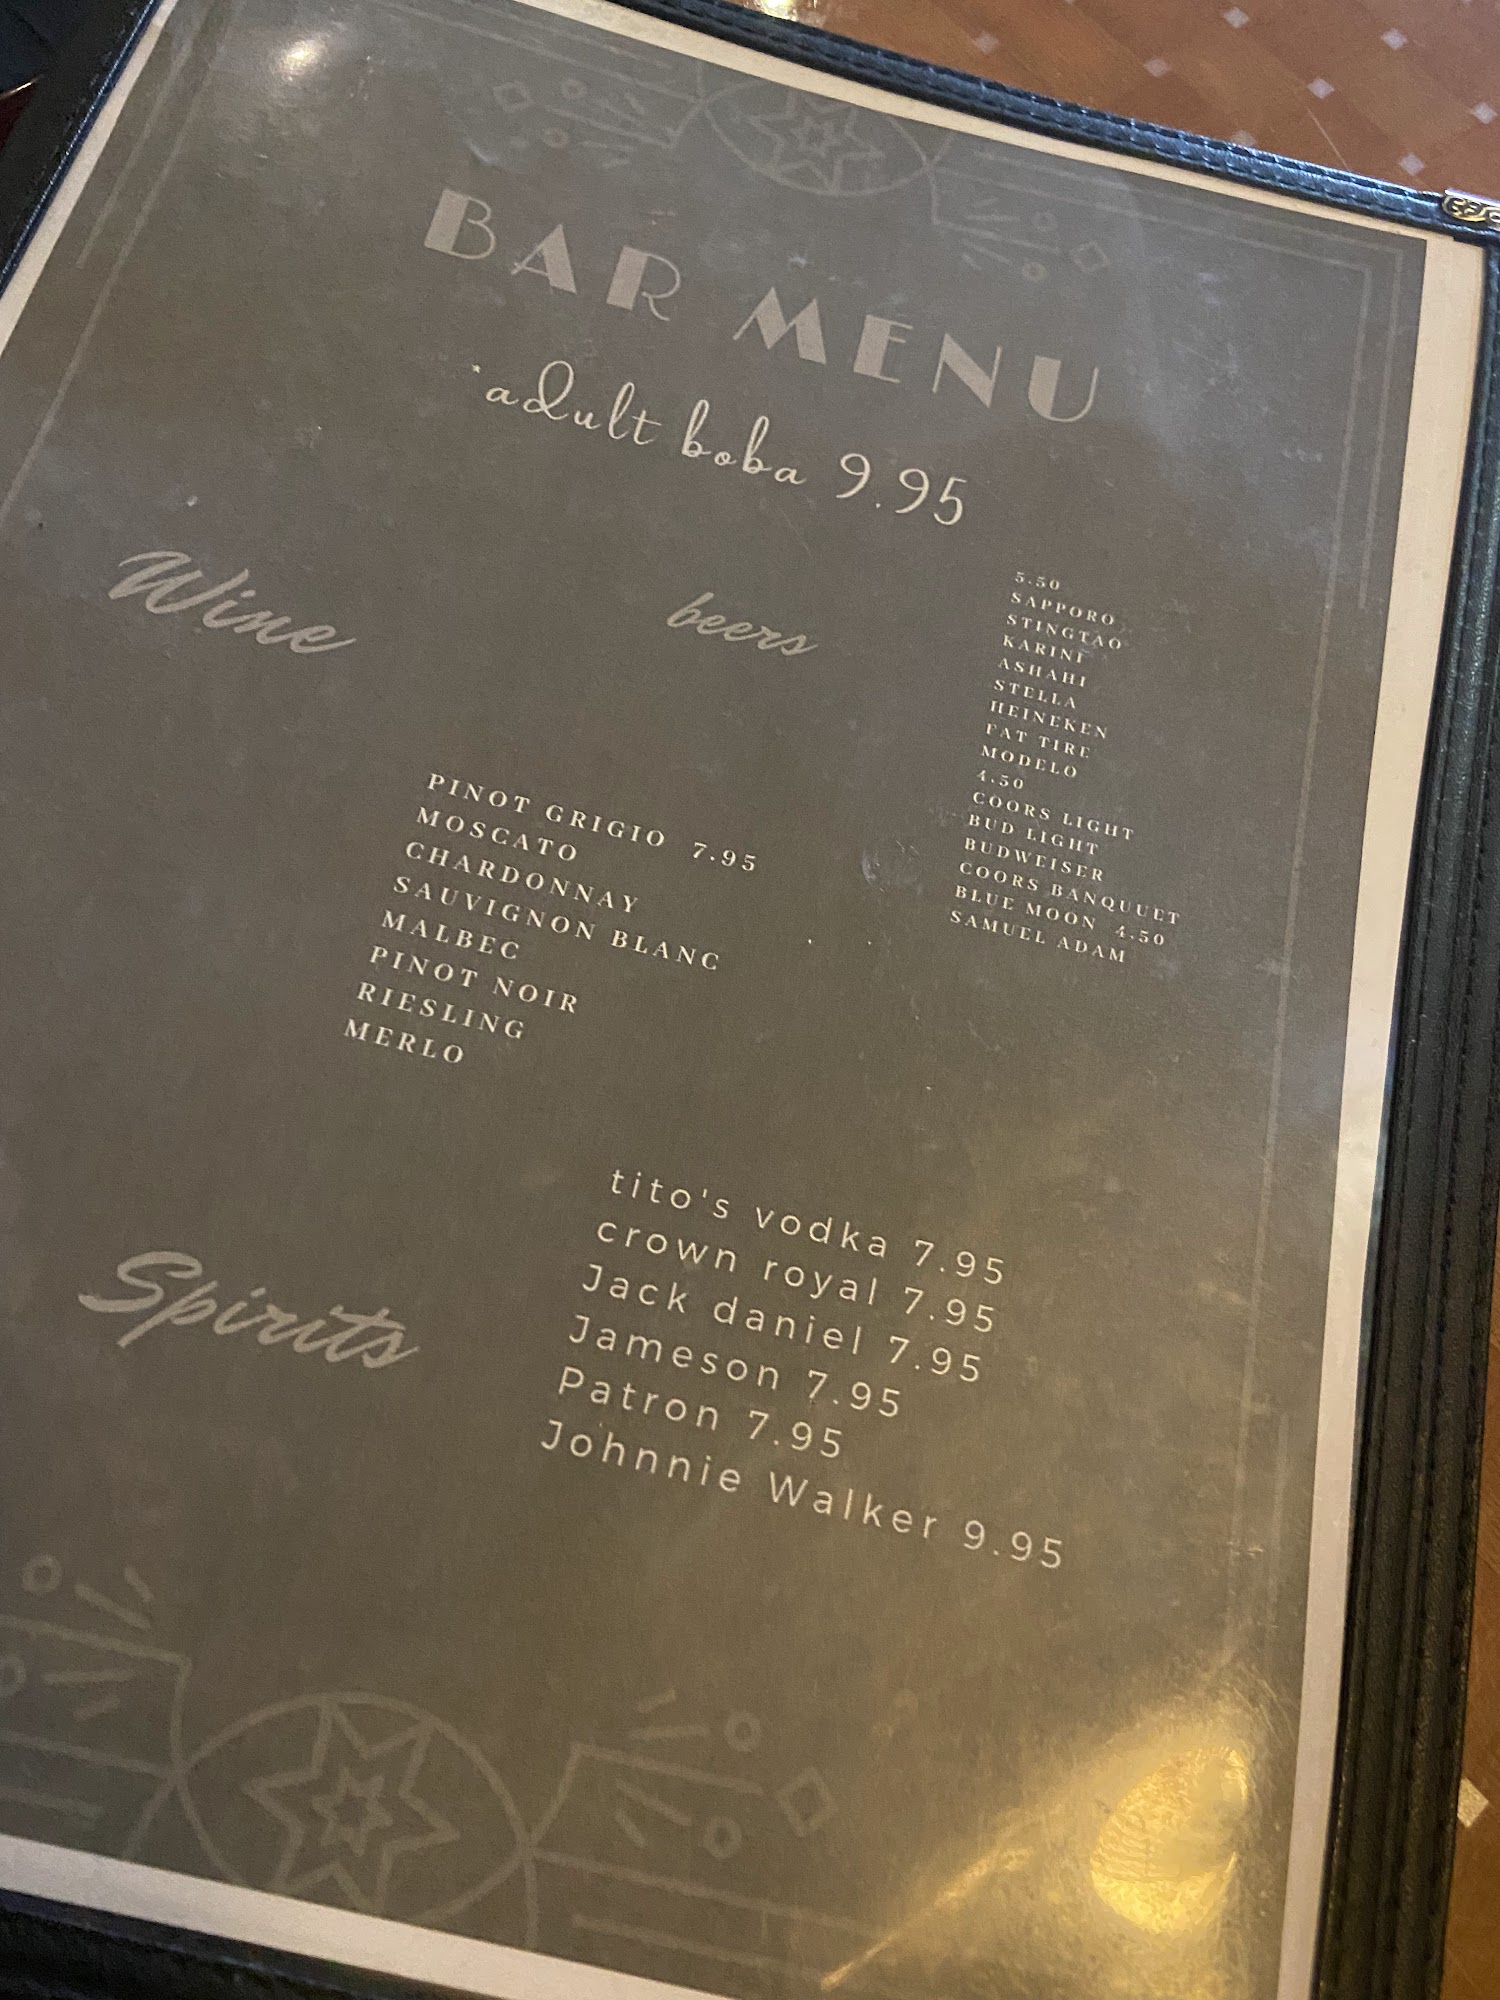 BAR MENU
*adult boba 9.95
Wine
PINOT GRIGIO 7.95
MOSCATO
CHARDONNAY
SAUVIGNON BLANC
MALBEC
PINOT NOIR
RIESLING
MERLO
beers
5.50
SAPPORO
STINGTAO
KARINI
ASHAHI
STELLA
HEINEKEN
FAT TIRE
MODELO
4.50
COORS LIGHT
BUD LIGHT
BUDWEISER
COORS BANQUUET
BLUE MOON 4.50
SAMUEL ADAM
Spirits
tito's vodka 7.95
crown royal 7.95
Jack daniel 7.95
Jameson 7.95
Patron 7.95
Johnnie Walker 9.95